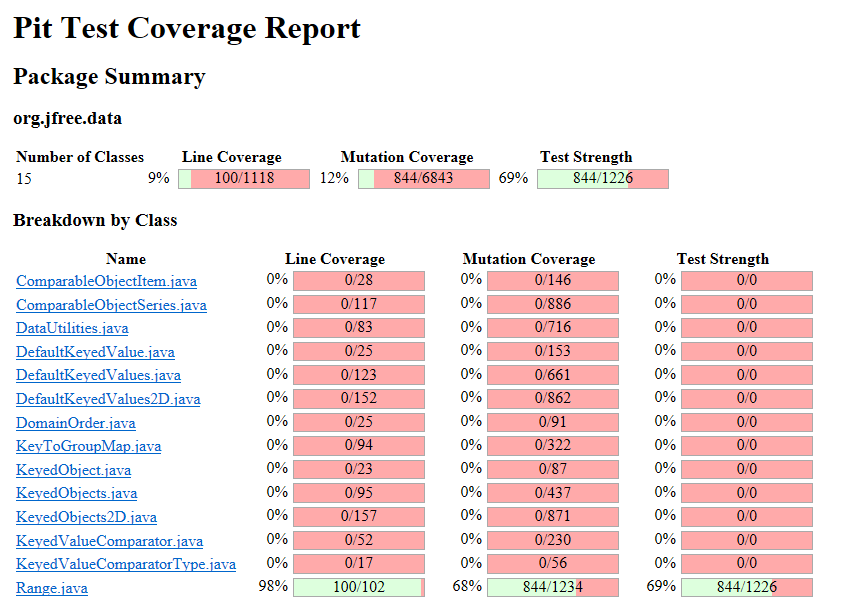 Pit Test Coverage Report
Package Summary
org.jfree.data
Number of Classes Line Coverage Mutation Coverage Test Strength
15 9% 100/1118 12% 844/6843 69% 844/1226
Breakdown by Class
Name Line Coverage Mutation Coverage Test Strength
ComparableObjectItem.java 0% 0/28 0% 0/146 0% 0/0
ComparableObjectSeries.java 0% 0/117 0% 0/886 0% 0/0
DataUtilities.java 0% 0/83 0% 0/716 0% 0/0
DefaultKeyedValue.java 0% 0/25 0% 0/153 0% 0/0
DefaultKeyedValues.java 0% 0/123 0% 0/661 0% 0/0
DefaultKeyedValues2D.java 0% 0/152 0% 0/862 0% 0/0
DomainOrder.java 0% 0/25 0% 0/91 0% 0/0
KeyToGroupMap.java 0% 0/94 0% 0/322 0% 0/0
KeyedObject.java 0% 0/23 0% 0/87 0% 0/0
KeyedObjects.java 0% 0/95 0% 0/437 0% 0/0
KeyedObjects2D.java 0% 0/157 0% 0/871 0% 0/0
KeyedValueComparator.java 0% 0/52 0% 0/230 0% 0/0
KeyedValueComparatorType.java 0% 0/17 0% 0/56 0% 0/0
Range.java 98% 100/102 68% 844/1234 69% 844/1226